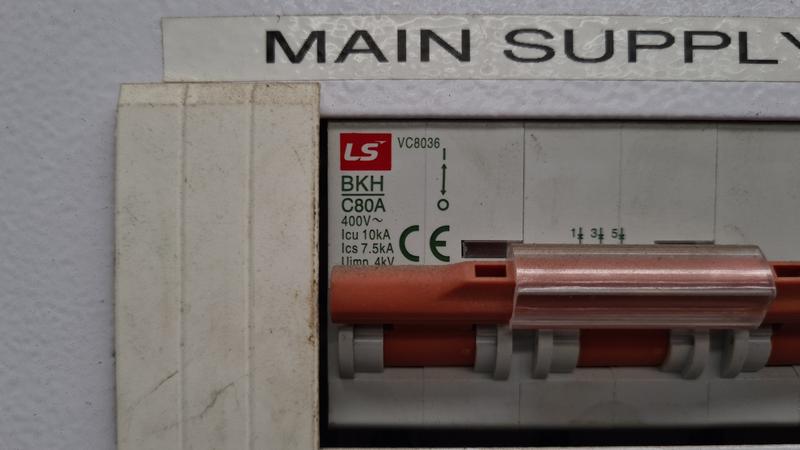 MAIN SUPPLY
LS VC8036
I
BKH
C80A O
400V~
Icu 10kA
Ics 7.5kA CE
Uimp 4kV
1 3 5